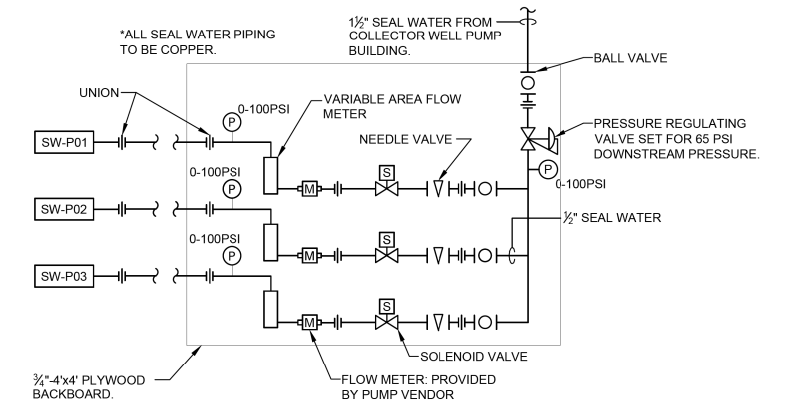 1½" SEAL WATER FROM
COLLECTOR WELL PUMP
BUILDING.
*ALL SEAL WATER PIPING
TO BE COPPER.
BALL VALVE
UNION
0-100PSI
P
VARIABLE AREA FLOW
METER
NEEDLE VALVE
PRESSURE REGULATING
VALVE SET FOR 65 PSI
DOWNSTREAM PRESSURE.
SW-P01
0-100PSI
P
S
M
P
0-100PSI
SW-P02
½" SEAL WATER
0-100PSI
P
S
M
SW-P03
S
M
SOLENOID VALVE
¾"-4'x4' PLYWOOD
BACKBOARD.
FLOW METER: PROVIDED
BY PUMP VENDOR